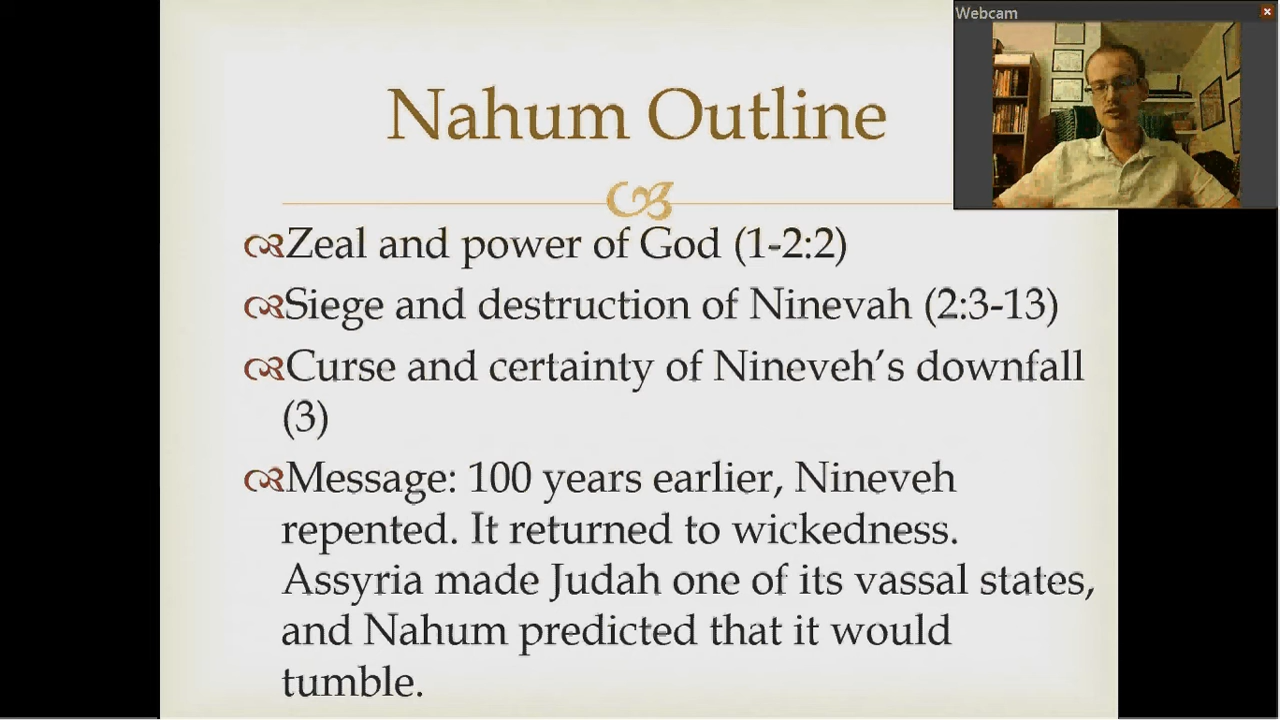 Webcam
Nahum Outline
Zeal and power of God (1-2:2)
Siege and destruction of Ninevah (2:3-13)
Curse and certainty of Nineveh’s downfall
(3)
Message: 100 years earlier, Nineveh
repented. It returned to wickedness.
Assyria made Judah one of its vassal states,
and Nahum predicted that it would
tumble.